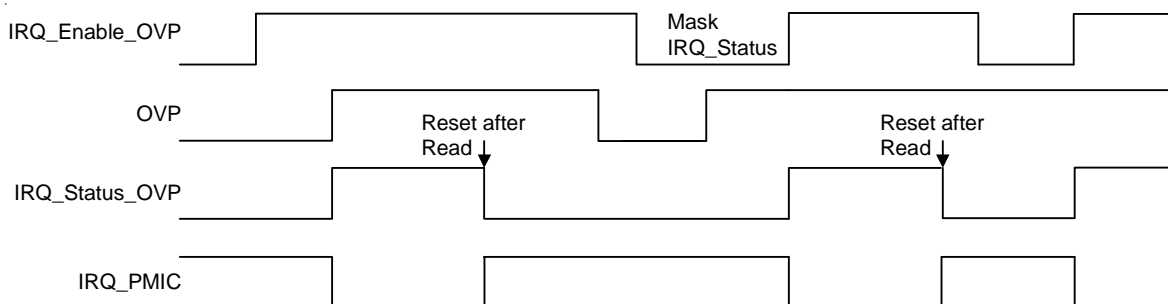 IRQ_Enable_OVP
Mask
IRQ_Status
OVP
Reset after
Read
Reset after
Read
IRQ_Status_OVP
IRQ_PMIC